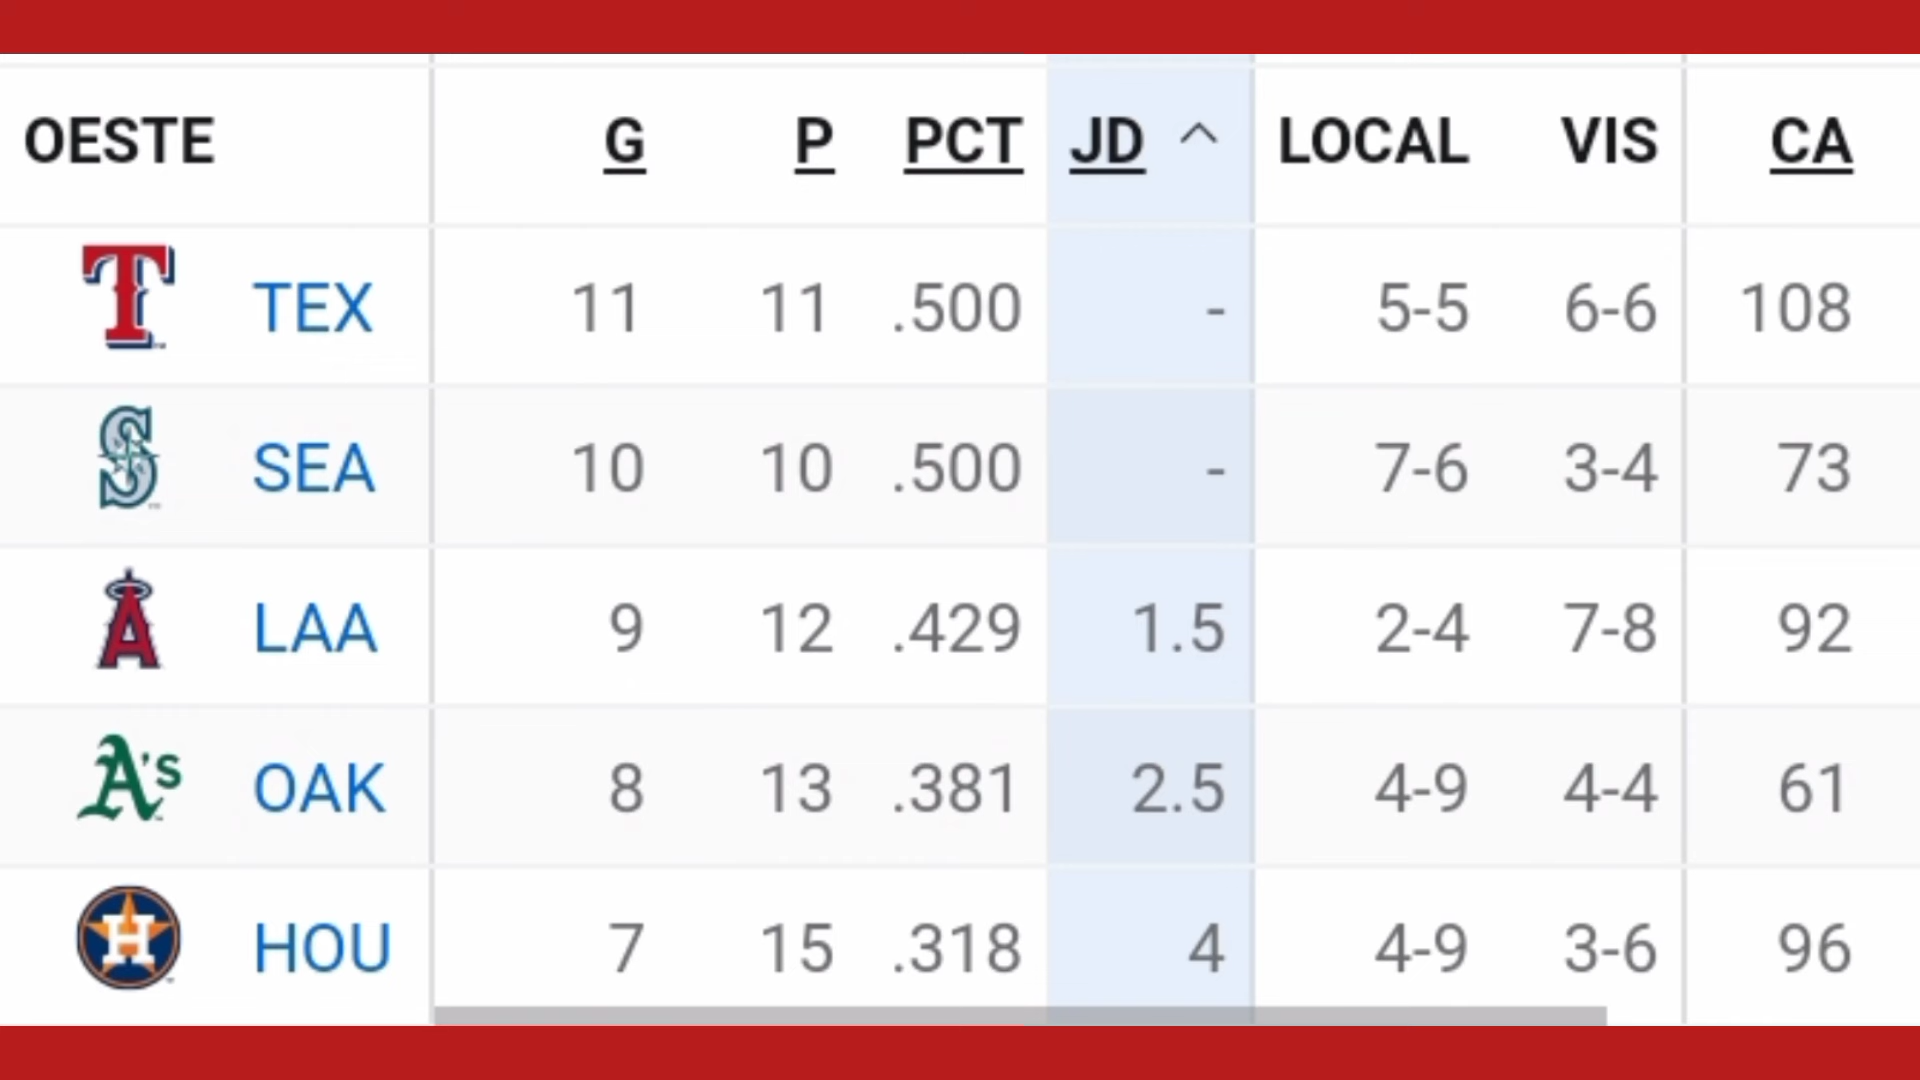 OESTE G P PCT JD LOCAL VIS CA
TEX 11 11 .500 - 5-5 6-6 108
SEA 10 10 .500 - 7-6 3-4 73
LAA 9 12 .429 1.5 2-4 7-8 92
A's OAK 8 13 .381 2.5 4-9 4-4 61
HOU 7 15 .318 4 4-9 3-6 96